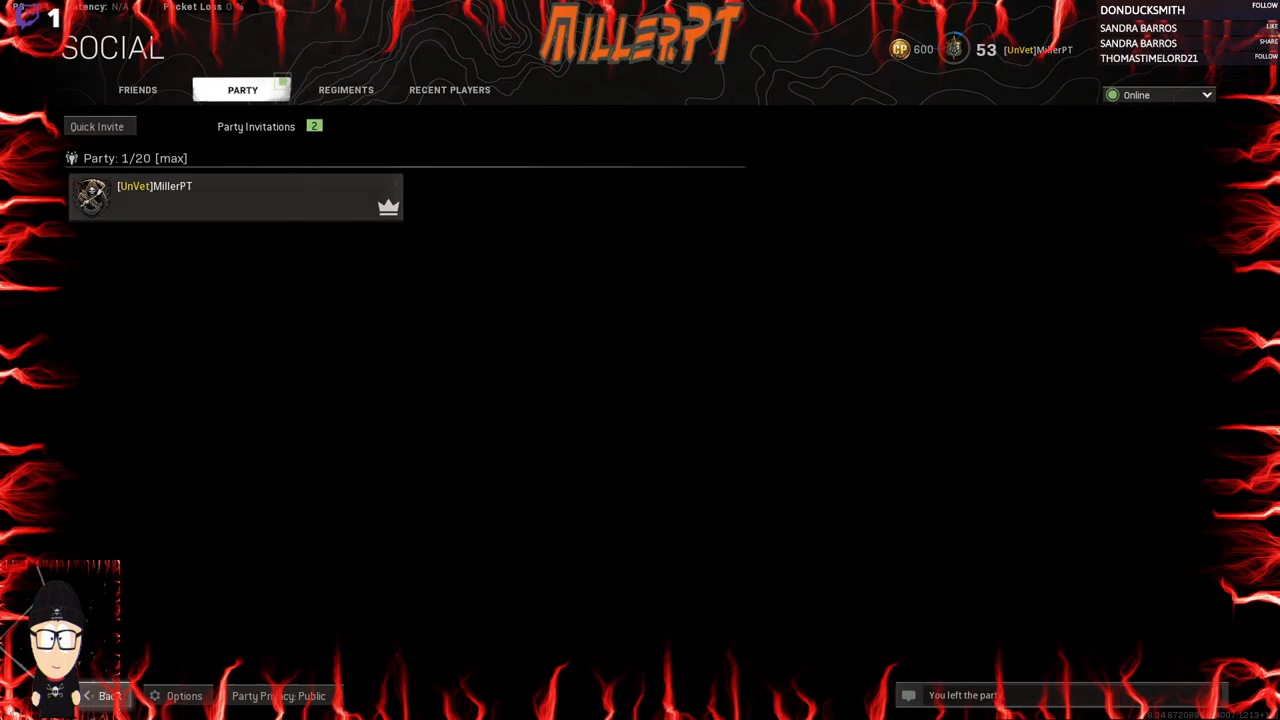 1
Latency: N/A
Packet Loss 0 %
MILLERPT
DONDUCKSMITH FOLLOW
SANDRA BARROS LIKE
SANDRA BARROS SHARE
THOMASTIMELORD21 FOLLOW
SOCIAL
CP 600 53 [UnVet]MillerPT
FRIENDS PARTY REGIMENTS RECENT PLAYERS
Online
Quick Invite Party Invitations 2
Party: 1/20 [max]
[UnVet]MillerPT
Back Options Party Privacy: Public
You left the party.